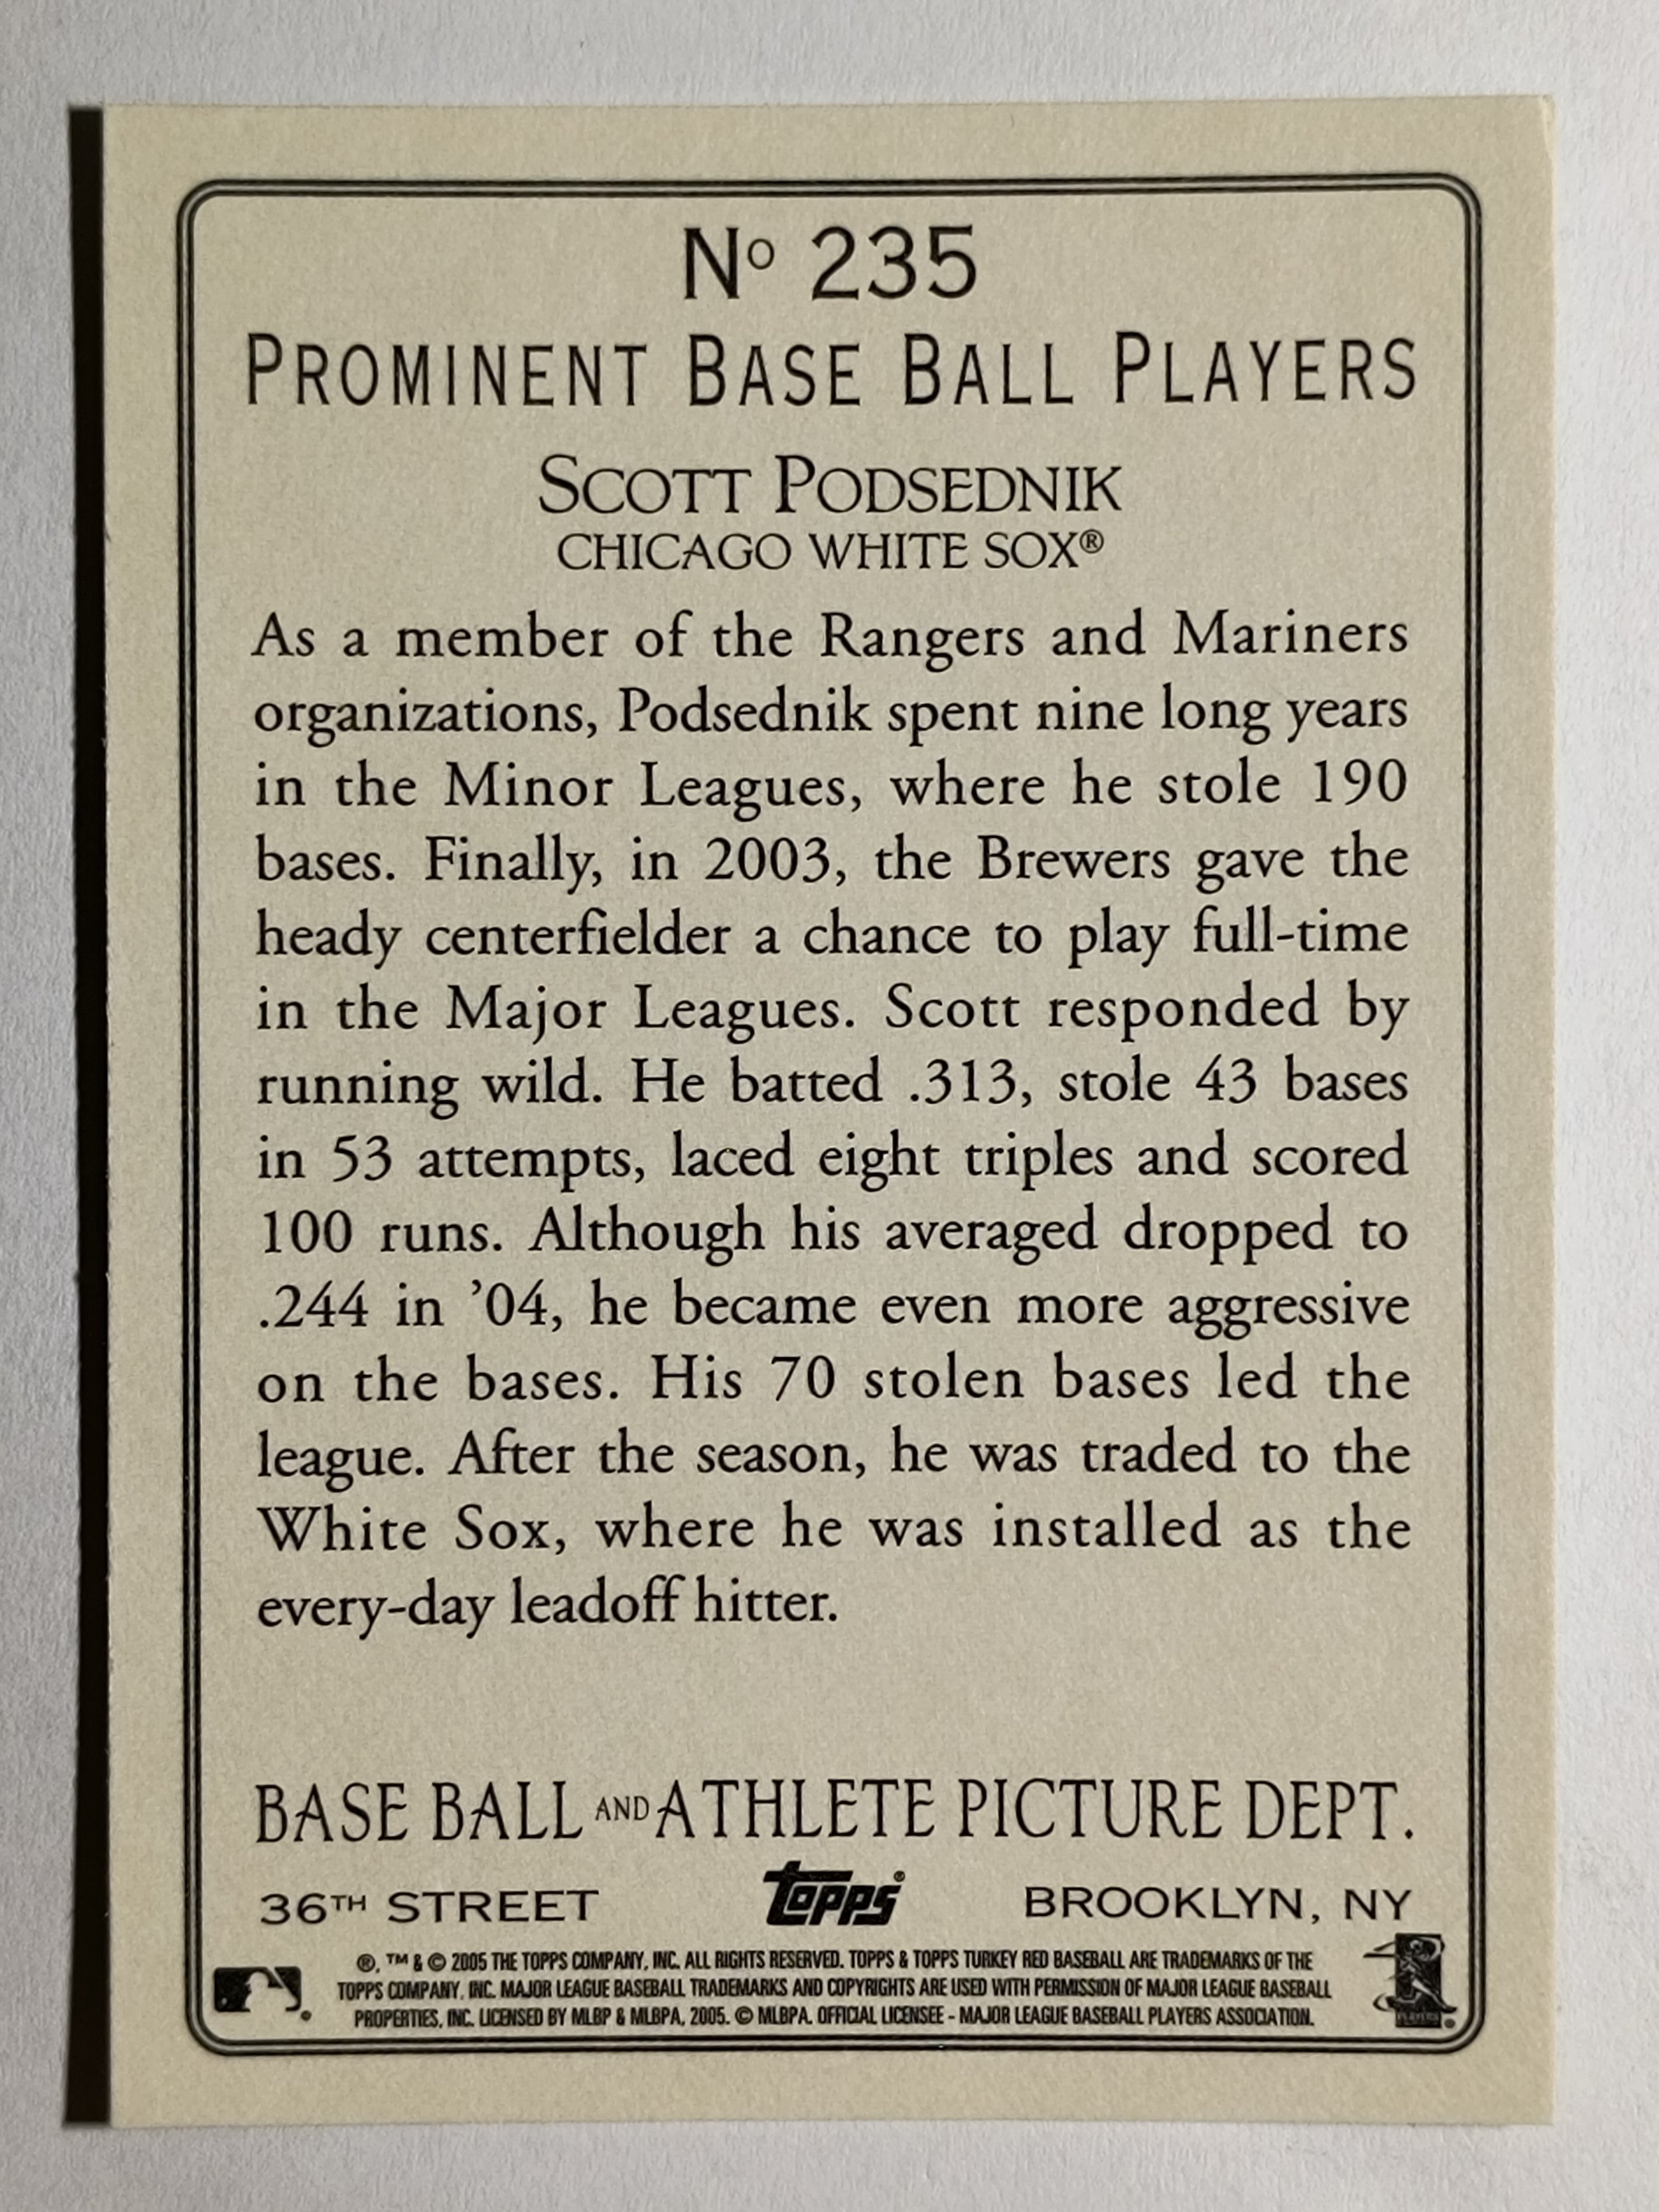 Nº 235
PROMINENT BASE BALL PLAYERS
SCOTT PODSEDNIK
CHICAGO WHITE SOX®
As a member of the Rangers and Mariners
organizations, Podsednik spent nine long years
in the Minor Leagues, where he stole 190
bases. Finally, in 2003, the Brewers gave the
heady centerfielder a chance to play full-time
in the Major Leagues. Scott responded by
running wild. He batted .313, stole 43 bases
in 53 attempts, laced eight triples and scored
100 runs. Although his averaged dropped to
.244 in ’04, he became even more aggressive
on the bases. His 70 stolen bases led the
league. After the season, he was traded to the
White Sox, where he was installed as the
every-day leadoff hitter.
BASE BALL AND ATHLETE PICTURE DEPT.
36TH STREET topps® BROOKLYN, NY
®, ™ & © 2005 THE TOPPS COMPANY, INC. ALL RIGHTS RESERVED. TOPPS & TOPPS TURKEY RED BASEBALL ARE TRADEMARKS OF THE
TOPPS COMPANY, INC. MAJOR LEAGUE BASEBALL TRADEMARKS AND COPYRIGHTS ARE USED WITH PERMISSION OF MAJOR LEAGUE BASEBALL
PROPERTIES, INC. LICENSED BY MLBP & MLBPA, 2005. © MLBPA. OFFICIAL LICENSEE - MAJOR LEAGUE BASEBALL PLAYERS ASSOCIATION.